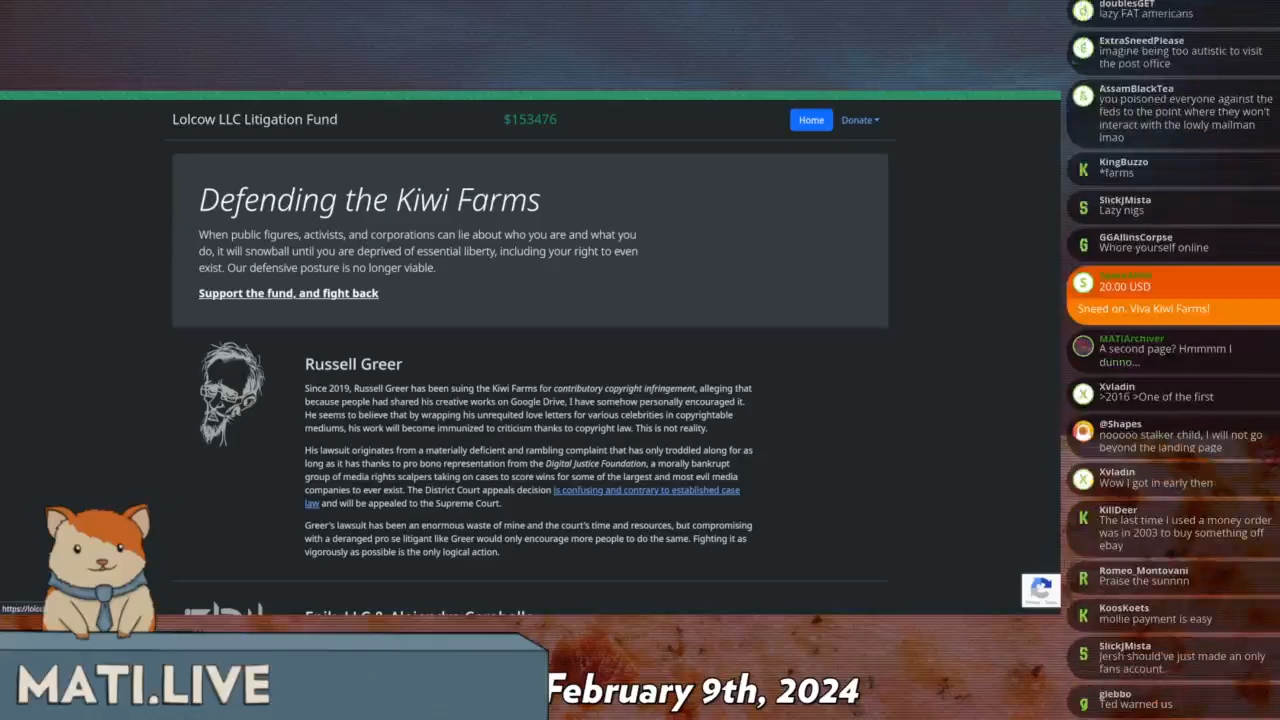 Lolcow LLC Litigation Fund
$153476
Home
Donate
Defending the Kiwi Farms
When public figures, activists, and corporations can lie about who you are and what you
do, it will snowball until you are deprived of essential liberty, including your right to even
exist. Our defensive posture is no longer viable.
Support the fund, and fight back
Russell Greer
Since 2019, Russell Greer has been suing the Kiwi Farms for contributory copyright infringement, alleging that
because people had shared his creative works on Google Drive, I have somehow personally encouraged it.
He seems to believe that by wrapping his unrequited love letters for various celebrities in copyrightable
mediums, his work will become immunized to criticism thanks to copyright law. This is not reality.
His lawsuit originates from a materially deficient and rambling complaint that has only troddled along for as
long as it has thanks to pro bono representation from the Digital Justice Foundation, a morally bankrupt
group of media rights scalpers taking on cases to score wins for some of the largest and most evil media
companies to ever exist. The District Court appeals decision is confusing and contrary to established case
law and will be appealed to the Supreme Court.
Greer's lawsuit has been an enormous waste of mine and the court's time and resources, but compromising
with a deranged pro se litigant like Greer would only encourage more people to do the same. Fighting it as
vigorously as possible is the only logical action.
https://lolco
MATI.LIVE
February 9th, 2024
doublesGET
lazy FAT americans
ExtraSneedPlease
imagine being too autistic to visit
the post office
AssamBlackTea
you poisoned everyone against the
feds to the point where they won't
interact with the lowly mailman
lmao
KingBuzzo
*farms
SlickJMista
Lazy nigs
GGAllinsCorpse
Whore yourself online
20.00 USD
Sneed on. Viva Kiwi Farms!
MATIArchiver
A second page? Hmmmm I
dunno...
Xvladin
>2016 >One of the first
@Shapes
nooooo stalker child, I will not go
beyond the landing page
Xvladin
Wow I got in early then
KillDeer
The last time I used a money order
was in 2003 to buy something off
ebay
Romeo_Montovani
Praise the sunnnn
KoosKoets
mollie payment is easy
SlickJMista
Jersh should've just made an only
fans account.
glebbo
Ted warned us